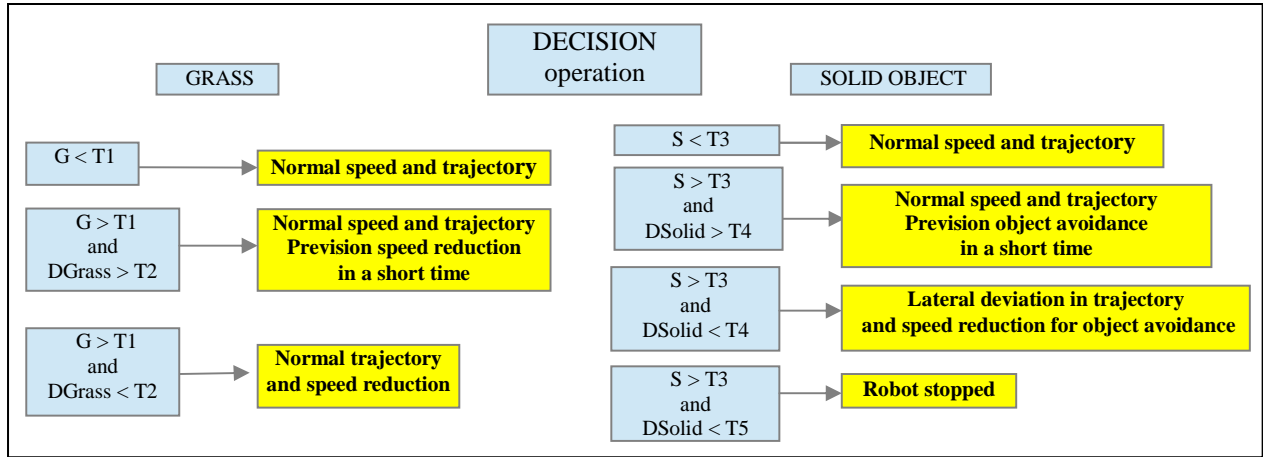 DECISION
operation
GRASS
SOLID OBJECT
G < T1
Normal speed and trajectory
G > T1
and
DGrass > T2
Normal speed and trajectory
Prevision speed reduction
in a short time
G > T1
and
DGrass < T2
Normal trajectory
and speed reduction
S < T3
Normal speed and trajectory
S > T3
and
DSolid > T4
Normal speed and trajectory
Prevision object avoidance
in a short time
S > T3
and
DSolid < T4
Lateral deviation in trajectory
and speed reduction for object avoidance
S > T3
and
DSolid < T5
Robot stopped